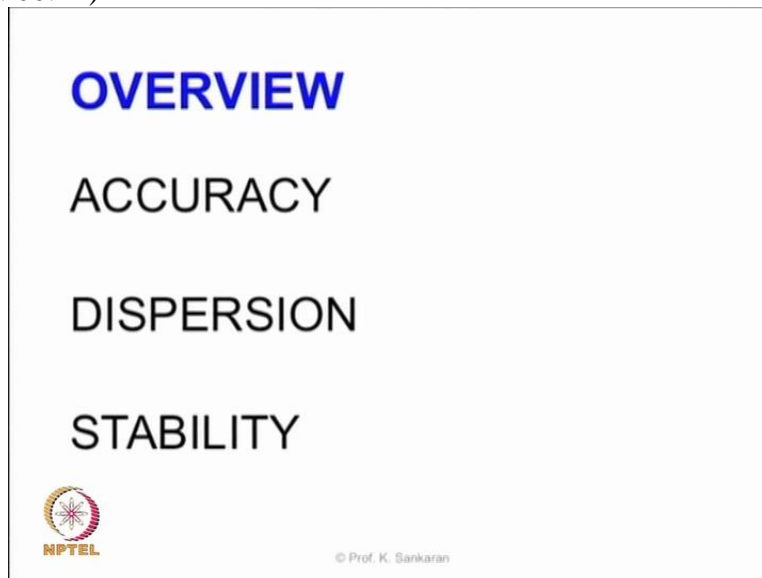 OVERVIEW
ACCURACY
DISPERSION
STABILITY
NPTEL
© Prof. K. Sankaran